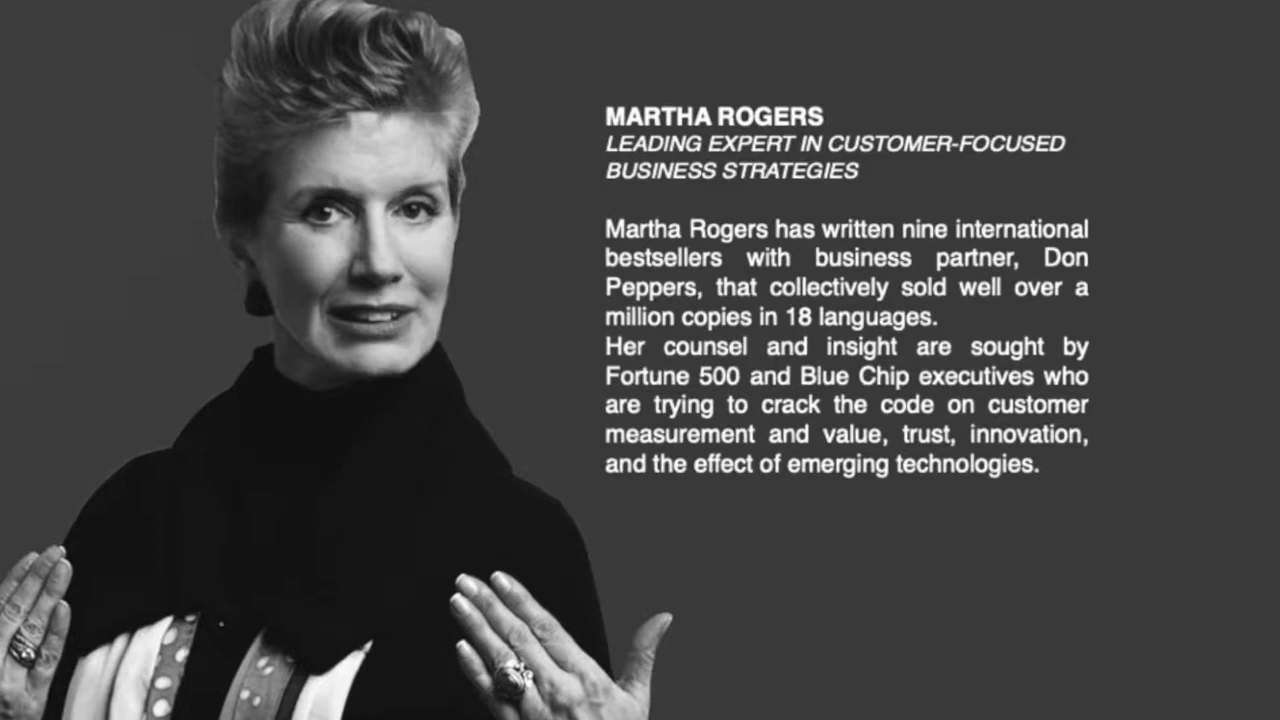 MARTHA ROGERS
LEADING EXPERT IN CUSTOMER-FOCUSED
BUSINESS STRATEGIES
Martha Rogers has written nine international
bestsellers with business partner, Don
Peppers, that collectively sold well over a
million copies in 18 languages.
Her counsel and insight are sought by
Fortune 500 and Blue Chip executives who
are trying to crack the code on customer
measurement and value, trust, innovation,
and the effect of emerging technologies.